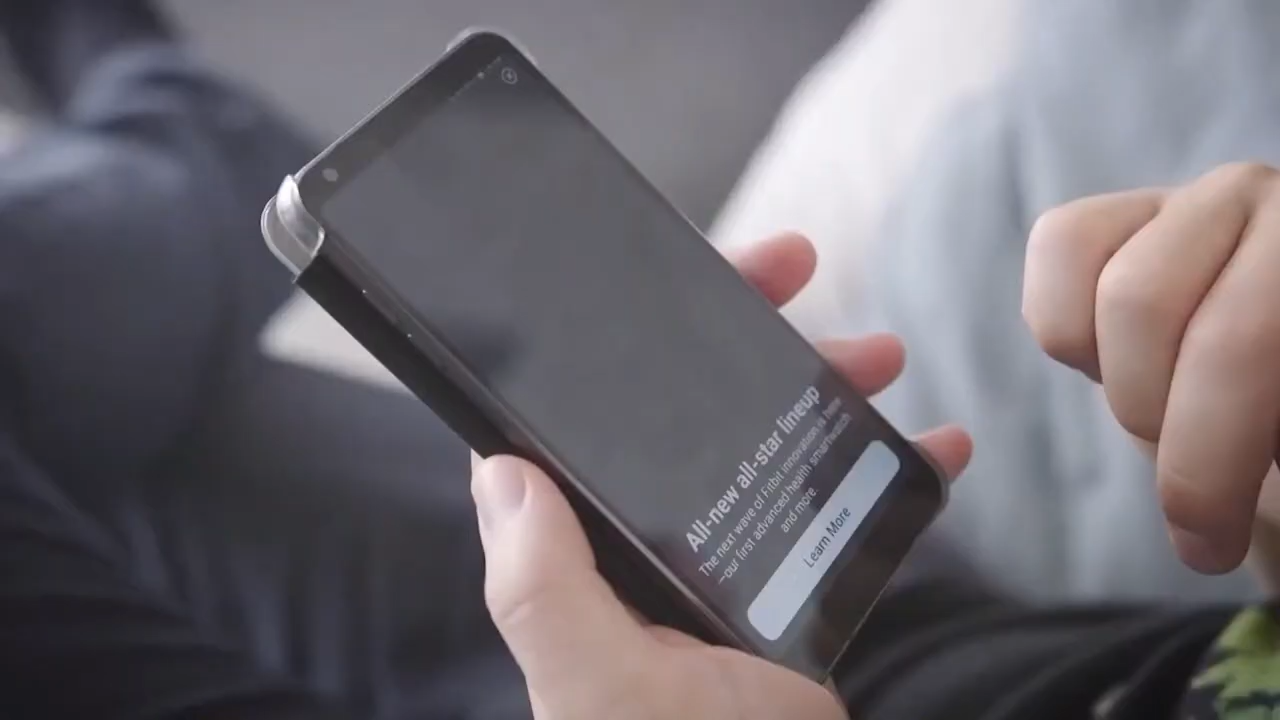 All-new all-star lineup
The next wave of Fitbit innovation is here
—our first advanced health smartwatch
and more.
Learn More